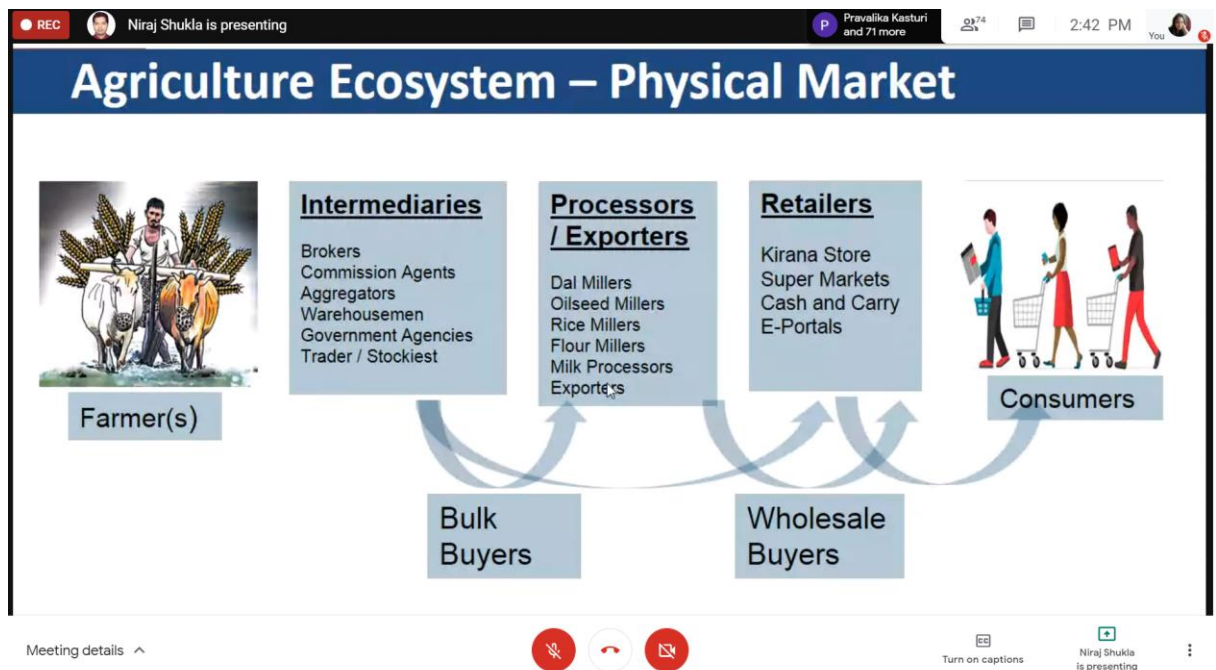 REC
Niraj Shukla is presenting
P
Pravalika Kasturi
and 71 more
74
2:42 PM
You
Agriculture Ecosystem – Physical Market
Farmer(s)
Intermediaries
Brokers
Commission Agents
Aggregators
Warehousemen
Government Agencies
Trader / Stockiest
Processors
/ Exporters
Dal Millers
Oilseed Millers
Rice Millers
Flour Millers
Milk Processors
Exporters
Retailers
Kirana Store
Super Markets
Cash and Carry
E-Portals
Consumers
Bulk
Buyers
Wholesale
Buyers
Meeting details
CC
Turn on captions
Niraj Shukla
is presenting